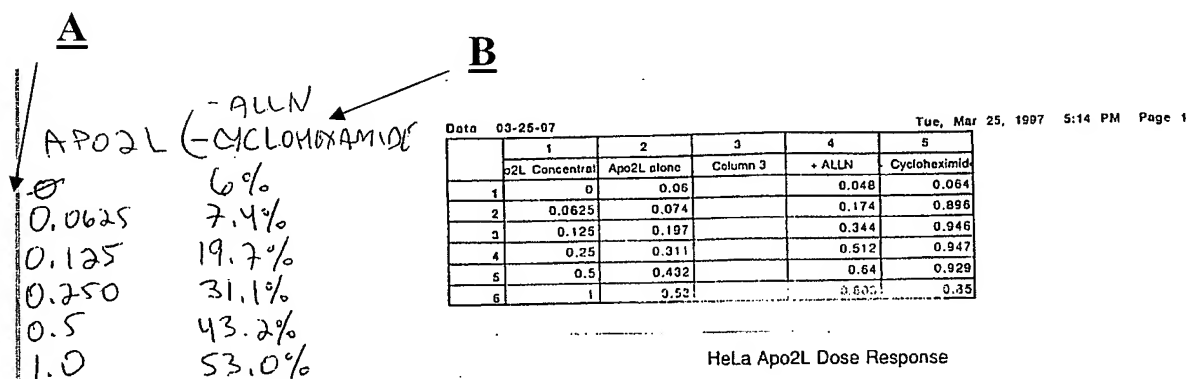 A
B
- ALLN
APO2L (- CYCLOHOXAMIDE
0 6%
0.0625 7.4%
0.125 19.7%
0.250 31.1%
0.5 43.2%
1.0 53.0%
Data 03-25-07 Tue, Mar 25, 1997 5:14 PM Page 1
1 2 3 4 5
p2L Concentrat Apo2L alone Column 3 + ALLN Cycloheximid
1 0 0.06 0.048 0.064
2 0.0625 0.074 0.174 0.896
3 0.125 0.197 0.344 0.946
4 0.25 0.311 0.512 0.947
5 0.5 0.432 0.64 0.929
6 1 0.53 0.85
HeLa Apo2L Dose Response